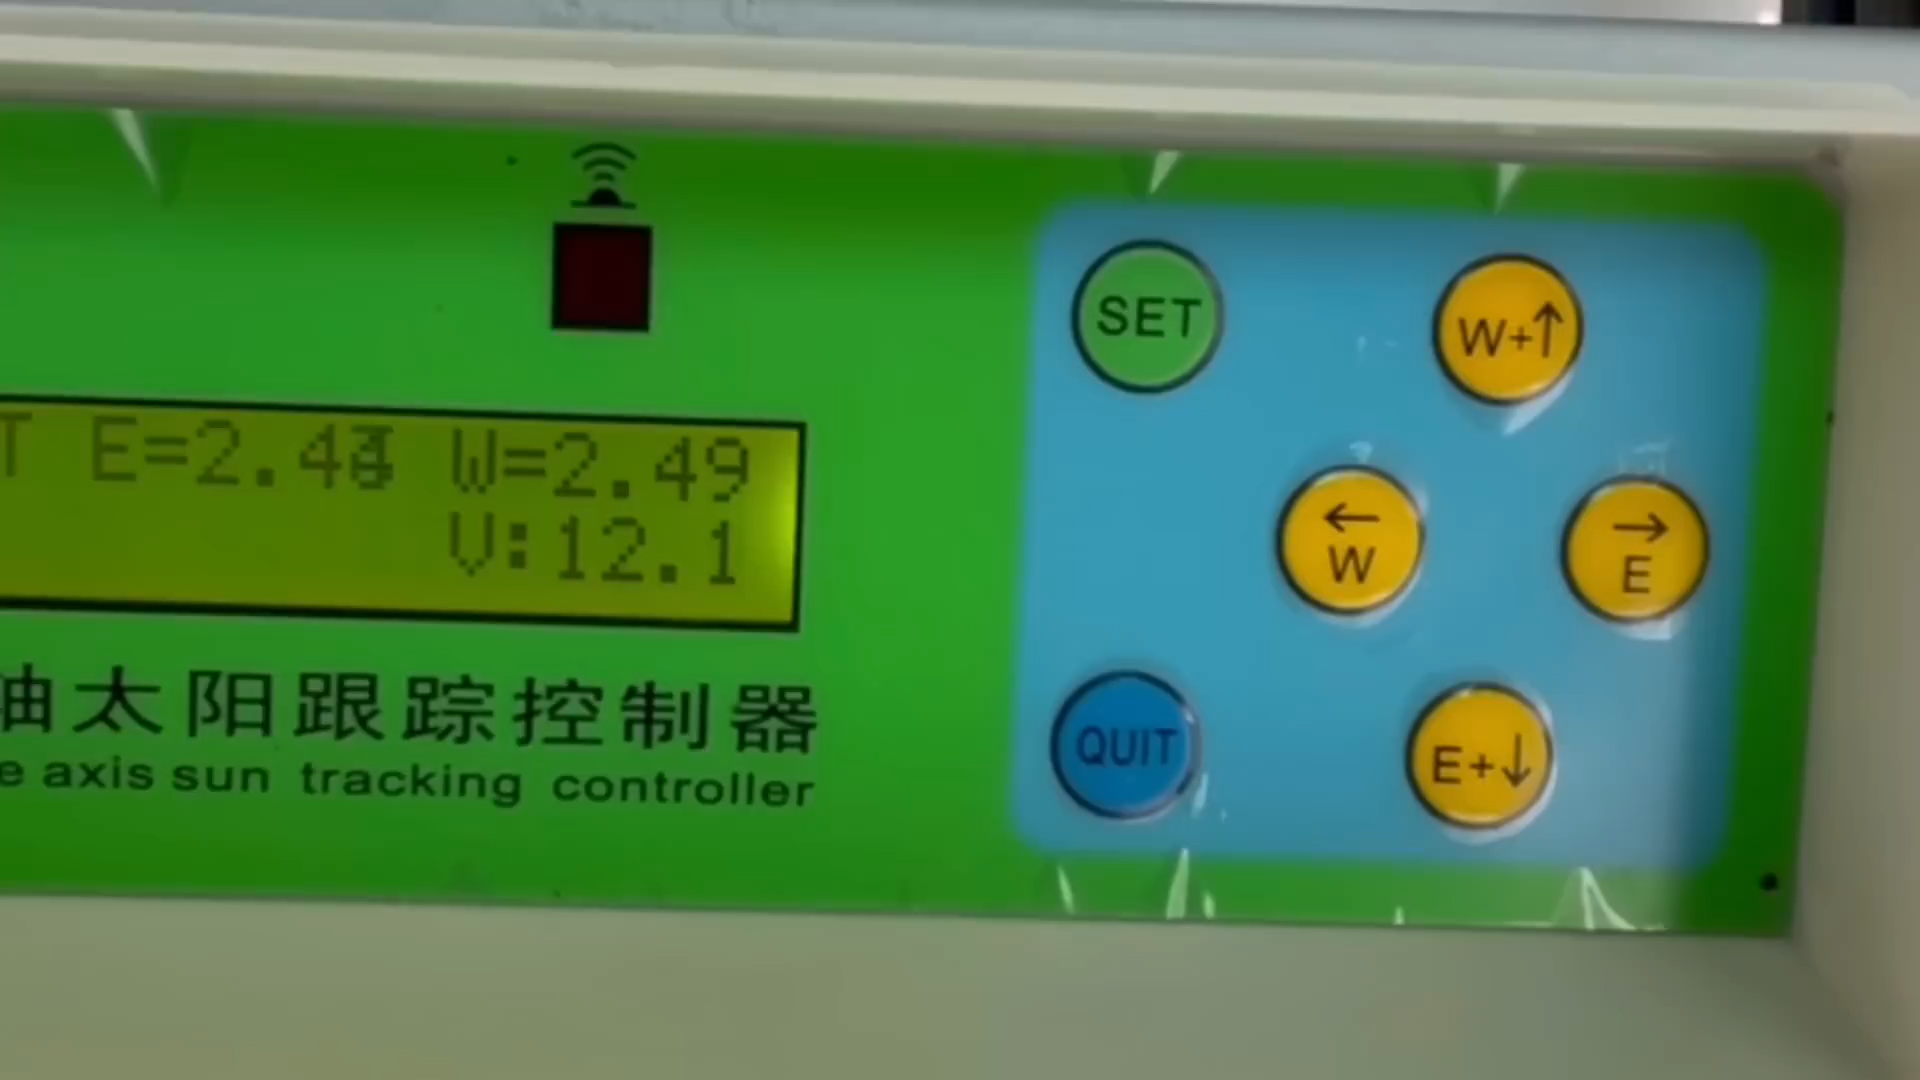 T E=2.4 W=2.49
V:12.1
轴太阳跟踪控制器
e axis sun tracking controller
SET
W+↑
←
W
→
E
QUIT
E+↓